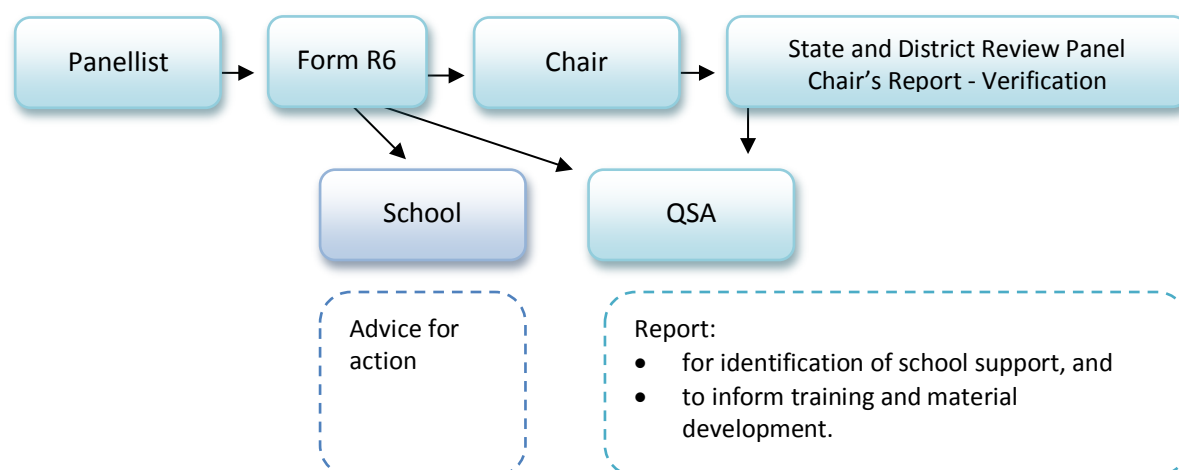 Panellist
Form R6
Chair
State and District Review Panel
Chair’s Report - Verification
School
QSA
Advice for
action
Report:
• for identification of school support, and
• to inform training and material
development.